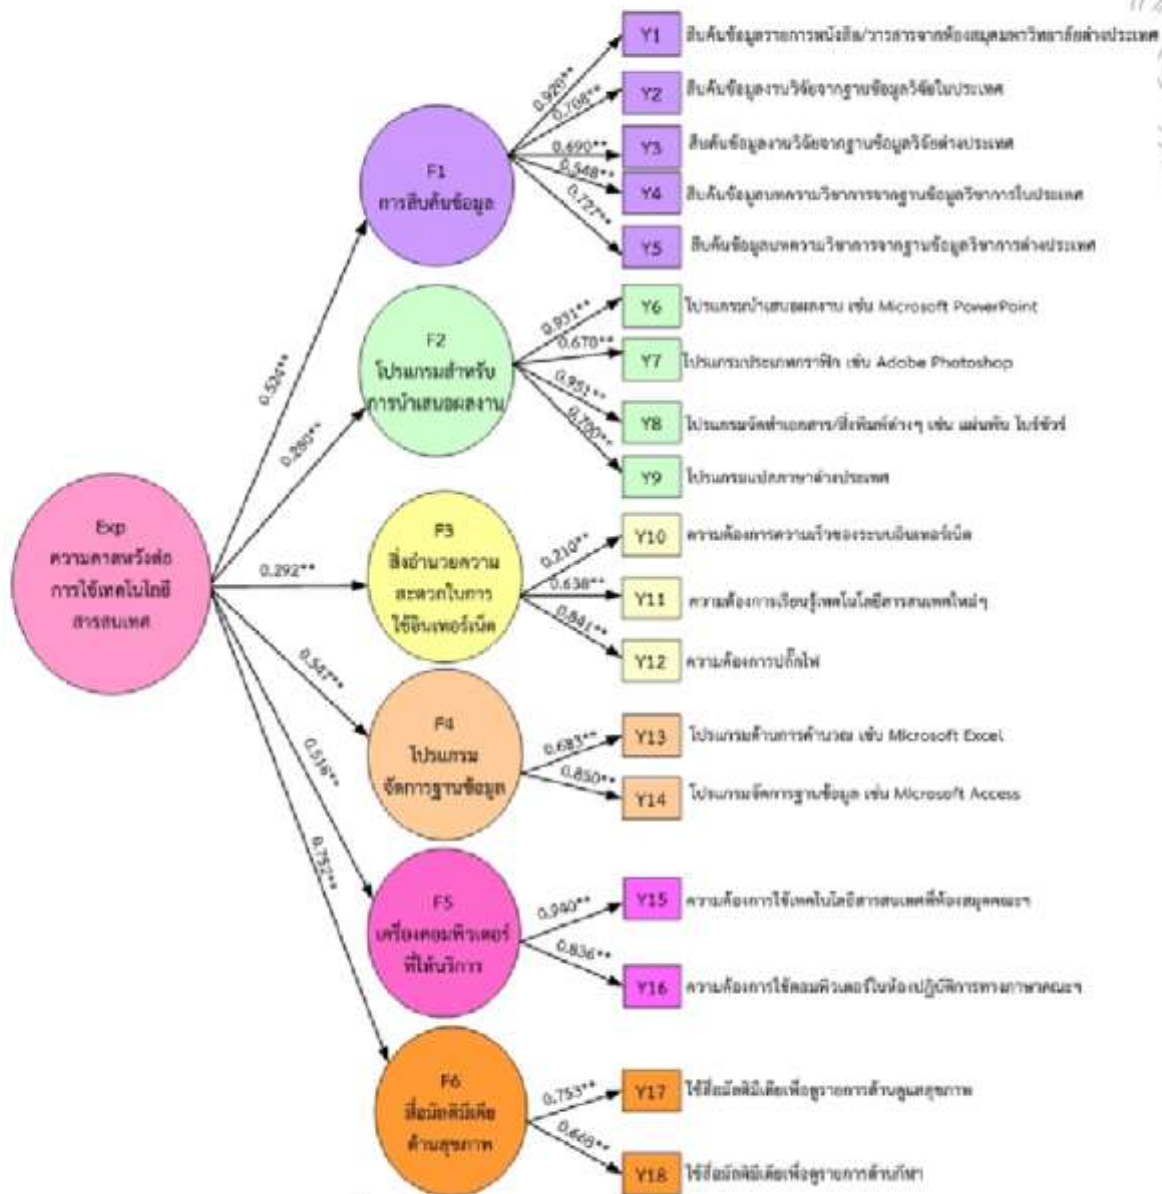 Y1 สืบค้นข้อมูลรายการหนังสือ/วารสารจากห้องสมุดมหาวิทยาลัยต่างประเทศ
0.920**
Y2 สืบค้นข้อมูลงานวิจัยจากฐานข้อมูลวิจัยในประเทศ
0.708**
Y3 สืบค้นข้อมูลงานวิจัยจากฐานข้อมูลวิจัยต่างประเทศ
0.690**
Y4 สืบค้นข้อมูลบทความวิชาการจากฐานข้อมูลวิชาการในประเทศ
0.548**
Y5 สืบค้นข้อมูลบทความวิชาการจากฐานข้อมูลวิชาการต่างประเทศ
0.727**
F1
การสืบค้นข้อมูล
0.524**
Y6 โปรแกรมนำเสนอผลงาน เช่น Microsoft PowerPoint
0.931**
Y7 โปรแกรมประเภทกราฟิก เช่น Adobe Photoshop
0.670**
Y8 โปรแกรมจัดทำเอกสาร/สิ่งพิมพ์ต่างๆ เช่น แผ่นพับ โบร์ชัวร์
0.951**
Y9 โปรแกรมแปลภาษาต่างประเทศ
0.700**
F2
โปรแกรมสำหรับ
การนำเสนอผลงาน
0.280**
Exp
ความคาดหวังต่อ
การใช้เทคโนโลยี
สารสนเทศ
Y10 ความต้องการความเร็วของระบบอินเทอร์เน็ต
0.210**
Y11 ความต้องการเรียนรู้เทคโนโลยีสารสนเทศใหม่ๆ
0.638**
Y12 ความต้องการปลั๊กไฟ
0.841**
F3
สิ่งอำนวยความ
สะดวกในการ
ใช้อินเทอร์เน็ต
0.292**
Y13 โปรแกรมด้านการคำนวณ เช่น Microsoft Excel
0.683**
Y14 โปรแกรมจัดการฐานข้อมูล เช่น Microsoft Access
0.850**
F4
โปรแกรม
จัดการฐานข้อมูล
0.547**
Y15 ความต้องการใช้เทคโนโลยีสารสนเทศที่ห้องสมุดคณะฯ
0.940**
Y16 ความต้องการใช้คอมพิวเตอร์ในห้องปฏิบัติการทางภาษาคณะฯ
0.836**
F5
เครื่องคอมพิวเตอร์
ที่ให้บริการ
0.516**
Y17 ใช้สื่อมัลติมีเดียเพื่อดูรายการด้านดูแลสุขภาพ
0.753**
Y18 ใช้สื่อมัลติมีเดียเพื่อดูรายการด้านกีฬา
0.668**
F6
สื่อมัลติมีเดีย
ด้านสุขภาพ
0.752**